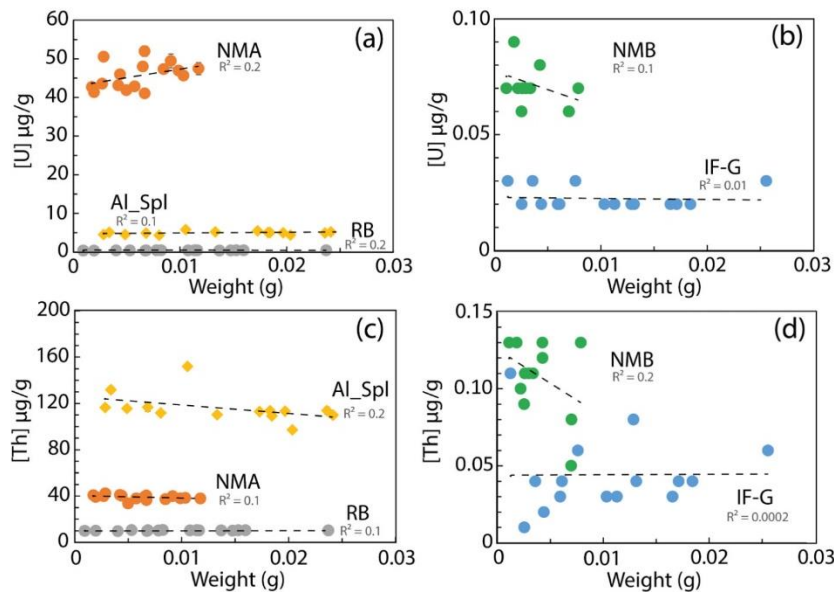 (a)
NMA
R² = 0.2
Al_Spl
R² = 0.1
RB
R² = 0.2
[U] µg/g
60
50
40
30
20
10
0
0
0.01
0.02
0.03
Weight (g)
(b)
NMB
R² = 0.1
IF-G
R² = 0.01
[U] µg/g
0.10
0.05
0
0
0.01
0.02
0.03
Weight (g)
(c)
Al_Spl
R² = 0.2
NMA
R² = 0.1
RB
R² = 0.1
[Th] µg/g
200
160
120
80
40
0
0
0.01
0.02
0.03
Weight (g)
(d)
NMB
R² = 0.2
IF-G
R² = 0.0002
[Th] µg/g
0.15
0.10
0.05
0
0
0.01
0.02
0.03
Weight (g)